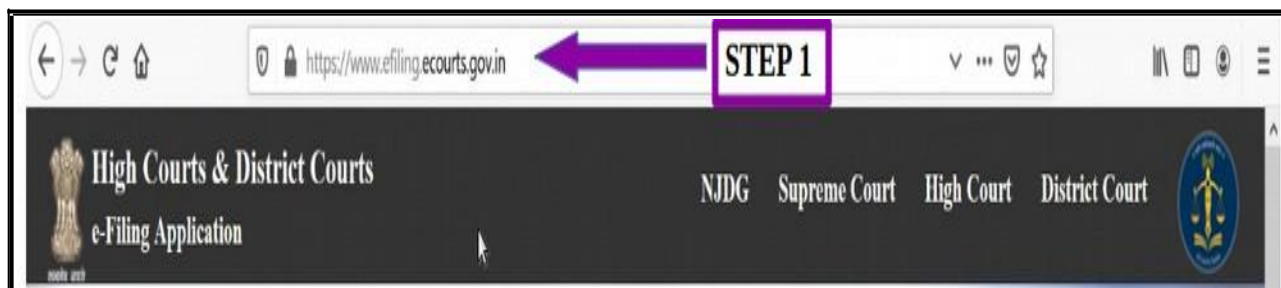 https://www.efiling.ecourts.gov.in
STEP 1
High Courts & District Courts
e-Filing Application
NJDG Supreme Court High Court District Court